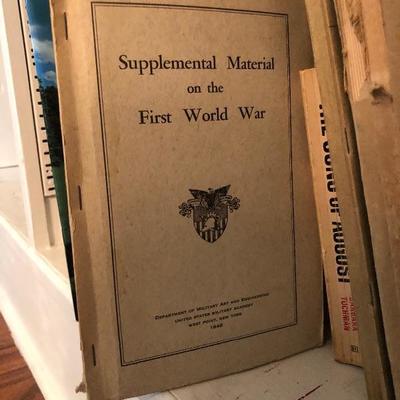 Supplemental Material
on the
First World War
DEPARTMENT OF MILITARY ART AND ENGINEERING
UNITED STATES MILITARY ACADEMY
WEST POINT, NEW YORK
THE GUNS OF AUGUST
BARBARA
TUCHMAN